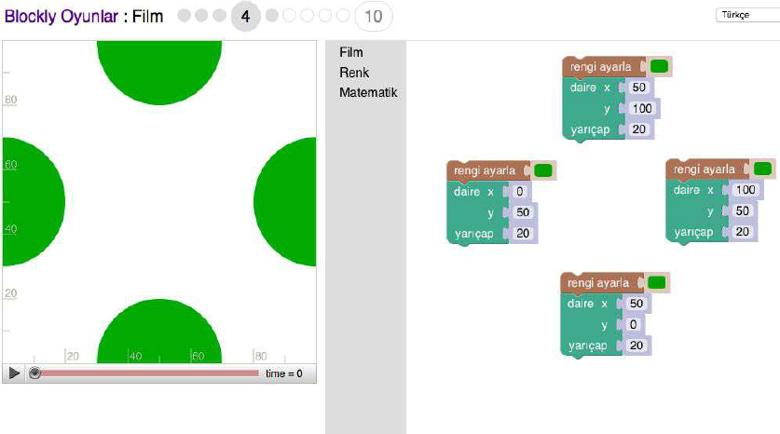 Blockly Oyunlar : Film
4
10
Türkçe
Film
Renk
Matematik
80
60
40
20
20
40
60
80
time = 0
rengi ayarla
daire x 50
y 100
yarıçap 20
rengi ayarla
daire x 0
y 50
yarıçap 20
rengi ayarla
daire x 100
y 50
yarıçap 20
rengi ayarla
daire x 50
y 0
yarıçap 20